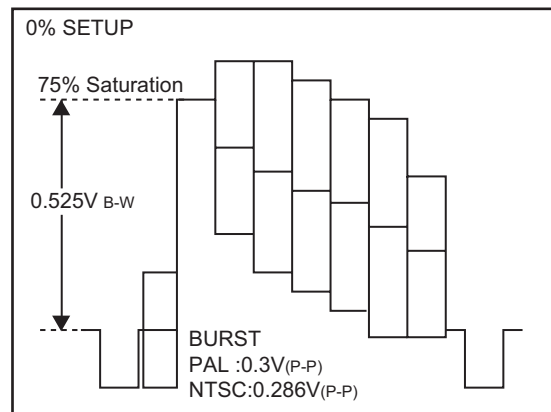 0% SETUP
75% Saturation
0.525V B-W
BURST
PAL :0.3V(P-P)
NTSC:0.286V(P-P)